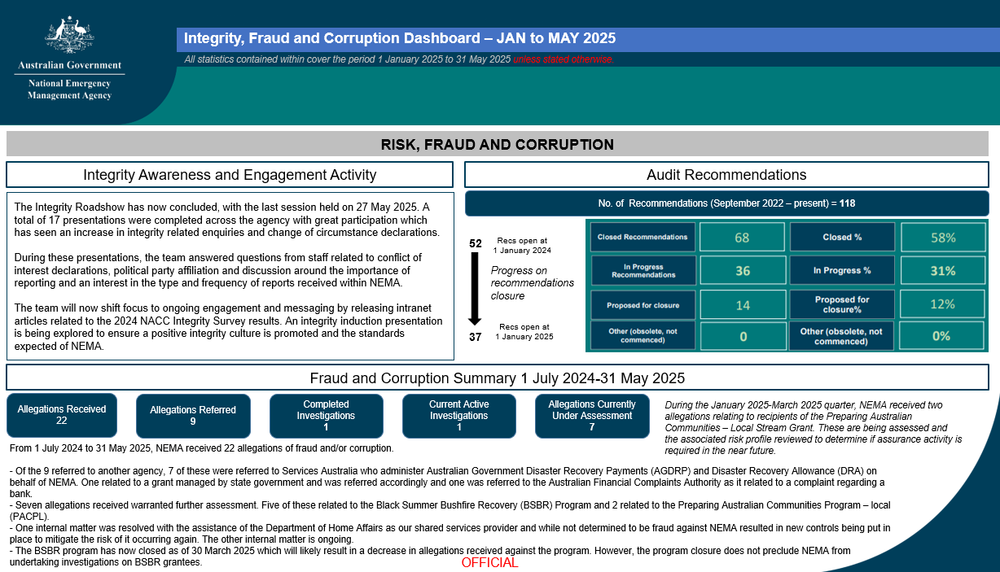 Australian Government
National Emergency
Management Agency
Integrity, Fraud and Corruption Dashboard – JAN to MAY 2025
All statistics contained within cover the period 1 January 2025 to 31 May 2025 unless stated otherwise.
RISK, FRAUD AND CORRUPTION
Integrity Awareness and Engagement Activity
The Integrity Roadshow has now concluded, with the last session held on 27 May 2025. A
total of 17 presentations were completed across the agency with great participation which
has seen an increase in integrity related enquiries and change of circumstance declarations.
During these presentations, the team answered questions from staff related to conflict of
interest declarations, political party affiliation and discussion around the importance of
reporting and an interest in the type and frequency of reports received within NEMA.
The team will now shift focus to ongoing engagement and messaging by releasing intranet
articles related to the 2024 NACC Integrity Survey results. An integrity induction presentation
is being explored to ensure a positive integrity culture is promoted and the standards
expected of NEMA.
Audit Recommendations
No. of Recommendations (September 2022 – present) = 118
52
Recs open at
1 January 2024
Progress on
recommendations
closure
37
Recs open at
1 January 2025
Closed Recommendations 68 Closed % 58%
In Progress
Recommendations 36 In Progress % 31%
Proposed for closure 14 Proposed for
closure% 12%
Other (obsolete, not
commenced) 0 Other (obsolete, not
commenced) 0%
Fraud and Corruption Summary 1 July 2024-31 May 2025
Allegations Received
22
Allegations Referred
9
Completed
Investigations
1
Current Active
Investigations
1
Allegations Currently
Under Assessment
7
During the January 2025-March 2025 quarter, NEMA received two
allegations relating to recipients of the Preparing Australian
Communities – Local Stream Grant. These are being assessed and
the associated risk profile reviewed to determine if assurance activity is
required in the near future.
From 1 July 2024 to 31 May 2025, NEMA received 22 allegations of fraud and/or corruption.
- Of the 9 referred to another agency, 7 of these were referred to Services Australia who administer Australian Government Disaster Recovery Payments (AGDRP) and Disaster Recovery Allowance (DRA) on
behalf of NEMA. One related to a grant managed by state government and was referred accordingly and one was referred to the Australian Financial Complaints Authority as it related to a complaint regarding a
bank.
- Seven allegations received warranted further assessment. Five of these related to the Black Summer Bushfire Recovery (BSBR) Program and 2 related to the Preparing Australian Communities Program – local
(PACPL).
- One internal matter was resolved with the assistance of the Department of Home Affairs as our shared services provider and while not determined to be fraud against NEMA resulted in new controls being put in
place to mitigate the risk of it occurring again. The other internal matter is ongoing.
- The BSBR program has now closed as of 30 March 2025 which will likely result in a decrease in allegations received against the program. However, the program closure does not preclude NEMA from
undertaking investigations on BSBR grantees.
OFFICIAL